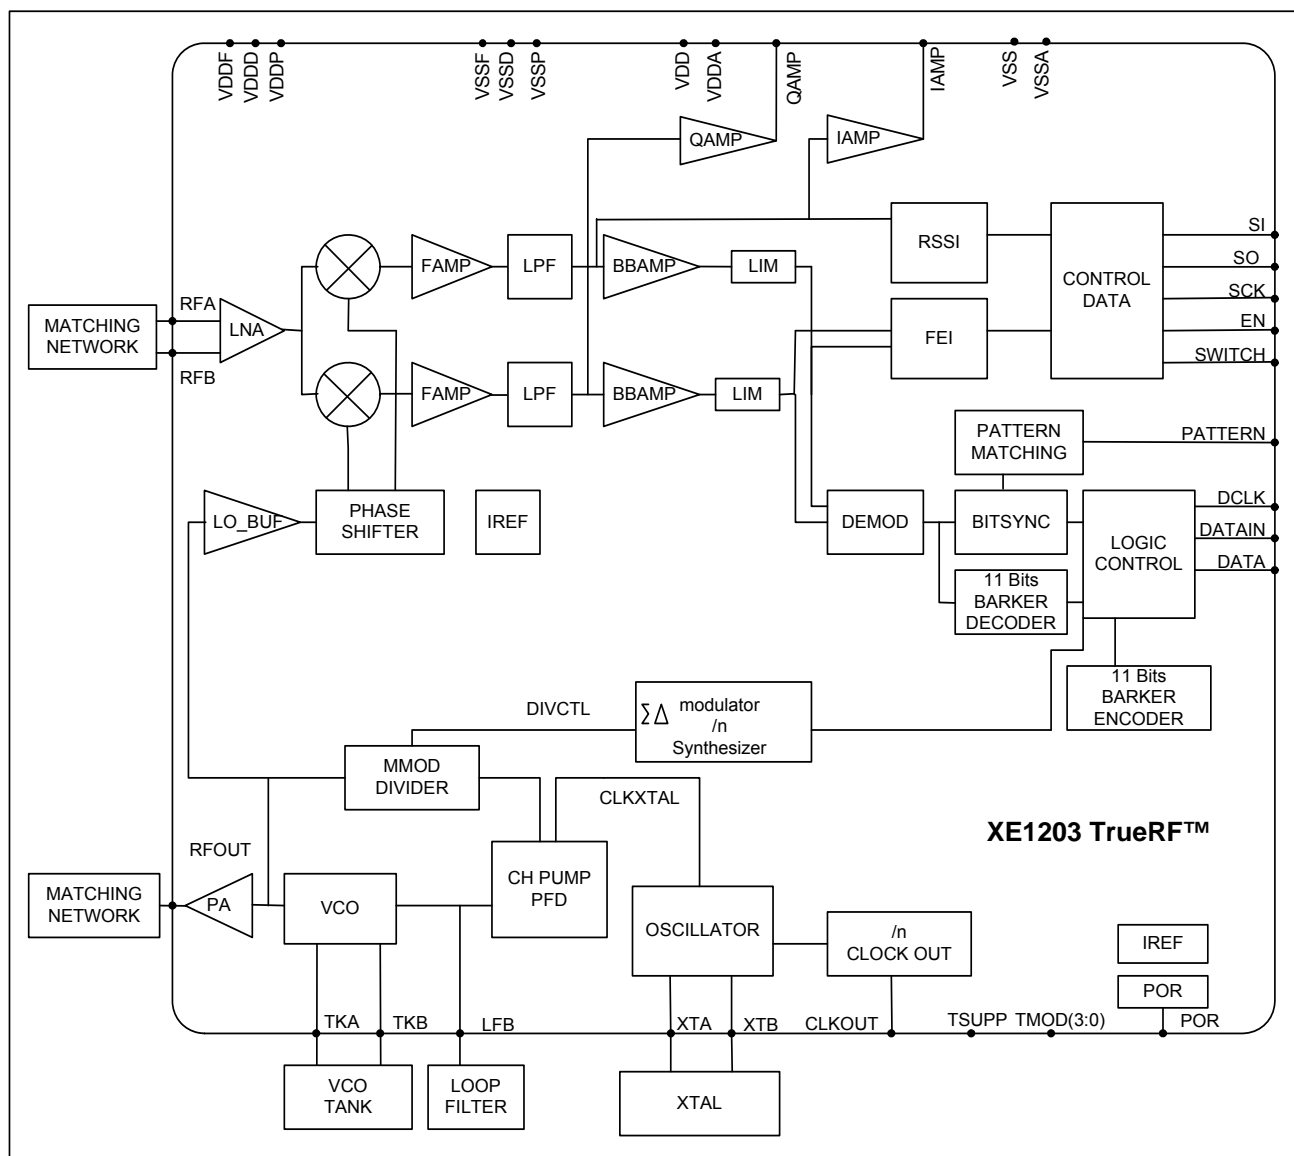 VDDF
VDDD
VDDP
VSSF
VSSD
VSSP
VDD
VDDA
QAMP
IAMP
VSS
VSSA
QAMP
IAMP
RSSI
CONTROL
DATA
SI
SO
SCK
EN
SWITCH
FAMP
LPF
BBAMP
LIM
MATCHING
NETWORK
RFA
RFB
LNA
FEI
FAMP
LPF
BBAMP
LIM
PATTERN
MATCHING
PATTERN
LO_BUF
PHASE
SHIFTER
IREF
DEMOD
BITSYNC
LOGIC
CONTROL
DCLK
DATAIN
DATA
11 Bits
BARKER
DECODER
11 Bits
BARKER
ENCODER
DIVCTL
ΣΔ modulator
/n
Synthesizer
MMOD
DIVIDER
CLKXTAL
XE1203 TrueRF™
RFOUT
MATCHING
NETWORK
PA
VCO
CH PUMP
PFD
OSCILLATOR
/n
CLOCK OUT
IREF
POR
TKA
TKB
LFB
XTA
XTB
CLKOUT
TSUPP
TMOD(3:0)
POR
VCO
TANK
LOOP
FILTER
XTAL